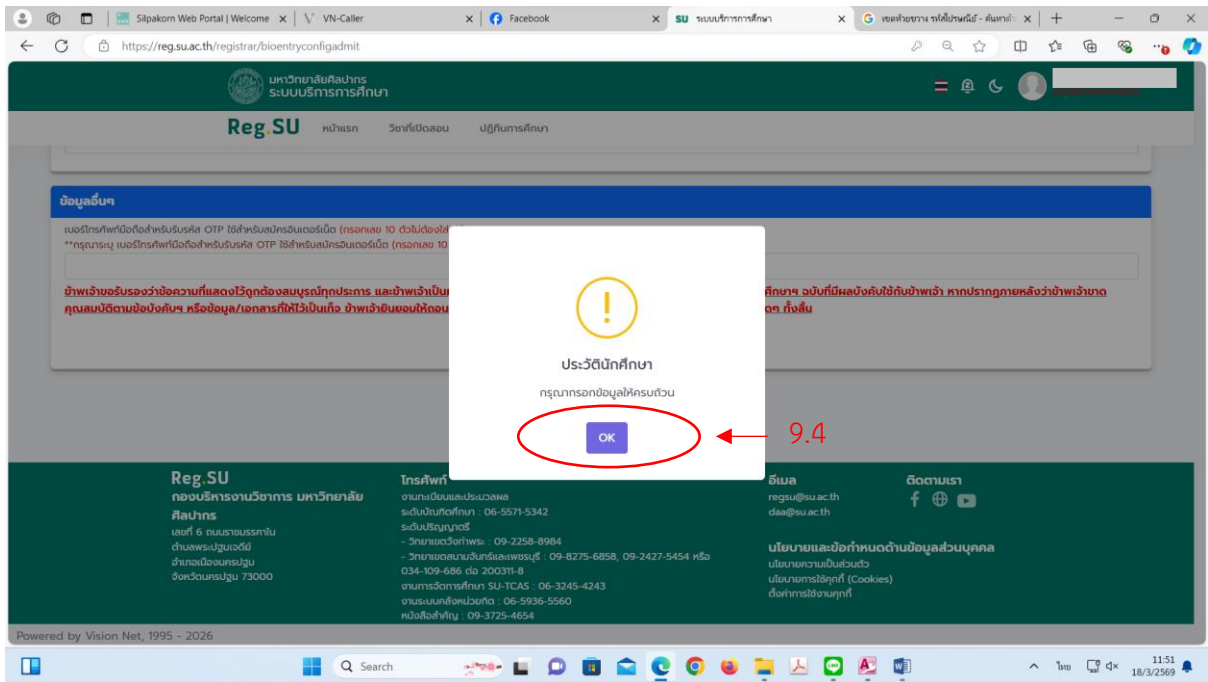 Silpakorn Web Portal | Welcome
VN-Caller
Facebook
SU ระบบบริการการศึกษา
https://reg.su.ac.th/registrar/bioentryconfigadmit
มหาวิทยาลัยศิลปากร
ระบบบริการการศึกษา
Reg.SU หน้าแรก วิชาที่เปิดสอน ปฏิทินการศึกษา
ข้อมูลอื่นๆ
เบอร์โทรศัพท์มือถือสำหรับรับรหัส OTP ใช้สำหรับสมัครอินเตอร์เน็ต (กรอกเลข 10 ตัวไม่ต้องใส่
**กรุณาระบุ เบอร์โทรศัพท์มือถือสำหรับรับรหัส OTP ใช้สำหรับสมัครอินเตอร์เน็ต (กรอกเลข 10
ข้าพเจ้าขอรับรองว่าข้อความที่แสดงไว้ถูกต้องสมบูรณ์ทุกประการ และข้าพเจ้าเป็น ศึกษาฯ ฉบับที่มีผลบังคับใช้กับข้าพเจ้า หากปรากฏภายหลังว่าข้าพเจ้าขาด
คุณสมบัติตามข้อบังคับฯ หรือข้อมูล/เอกสารที่ให้ไว้เป็นเท็จ ข้าพเจ้ายินยอมให้ถอน ใดๆ ทั้งสิ้น
!
ประวัตินักศึกษา
กรุณากรอกข้อมูลให้ครบถ้วน
OK
9.4
Reg.SU
กองบริหารงานวิชาการ มหาวิทยาลัย
ศิลปากร
เลขที่ 6 ถนนราชมรรคาใน
ตำบลพระปฐมเจดีย์
อำเภอเมืองนครปฐม
จังหวัดนครปฐม 73000
โทรศัพท์
งานทะเบียนและประมวลผล
ระดับบัณฑิตศึกษา : 06-5571-5342
ระดับปริญญาตรี
- วิทยาเขตวังท่าพระ : 09-2258-8984
- วิทยาเขตสนามจันทร์และเพชรบุรี : 09-8275-6858, 09-2427-5454 หรือ
034-109-686 ต่อ 200311-8
งานการจัดการศึกษา SU-TCAS : 06-3245-4243
งานระบบคลังหน่วยกิต : 06-5936-5560
หนังสือสำคัญ : 09-3725-4654
อีเมล
regsu@su.ac.th
daa@su.ac.th
นโยบายและข้อกำหนดด้านข้อมูลส่วนบุคคล
นโยบายความเป็นส่วนตัว
นโยบายการใช้คุกกี้ (Cookies)
ตั้งค่าการใช้งานคุกกี้
ติดตามเรา
Powered by Vision Net, 1995 - 2026
Search
ไทย
11:51
18/3/2569